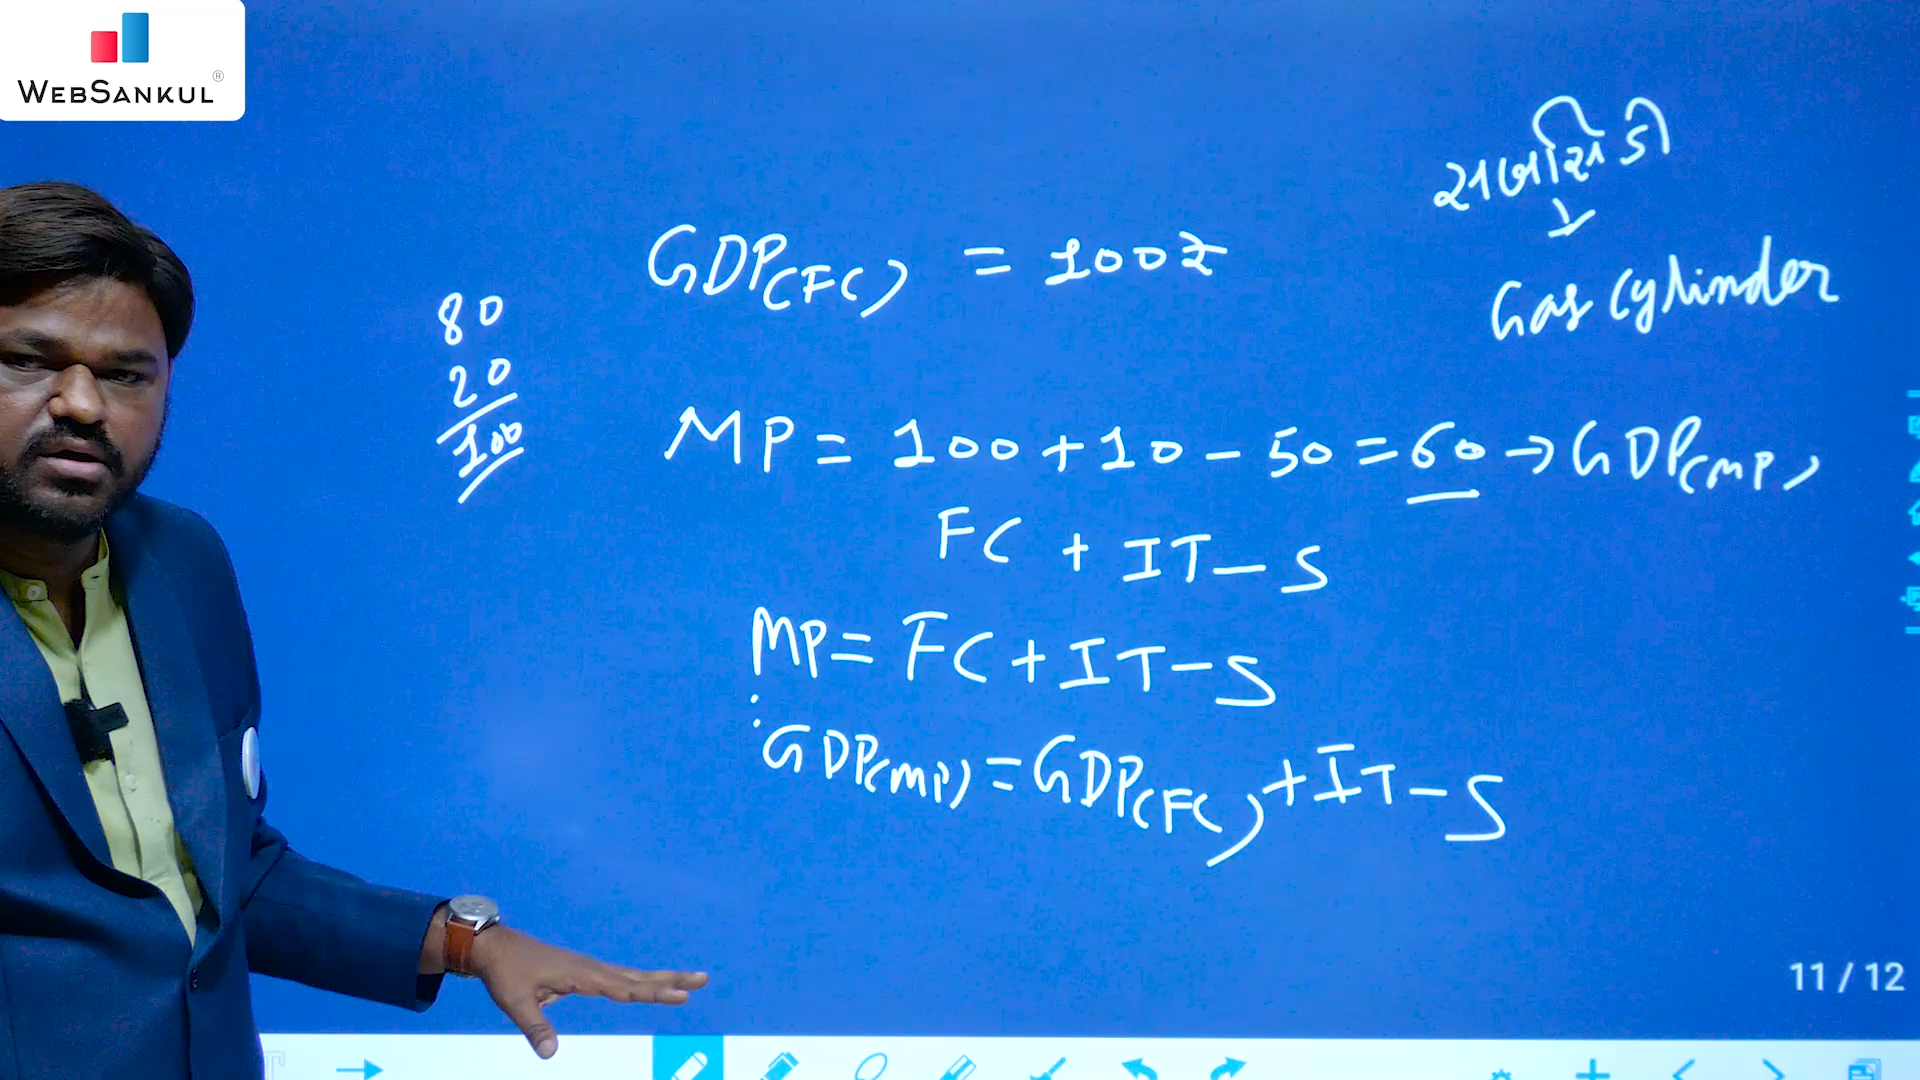 WEBSANKUL®
સબસિડી
↓
Gas Cylinder
GDP(FC) = 100₹
80
20
100
MP = 100 + 10 - 50 = 60 → GDP(MP)
FC + IT - S
MP = FC + IT - S
: GDP(MP) = GDP(FC) + IT - S
11 / 12